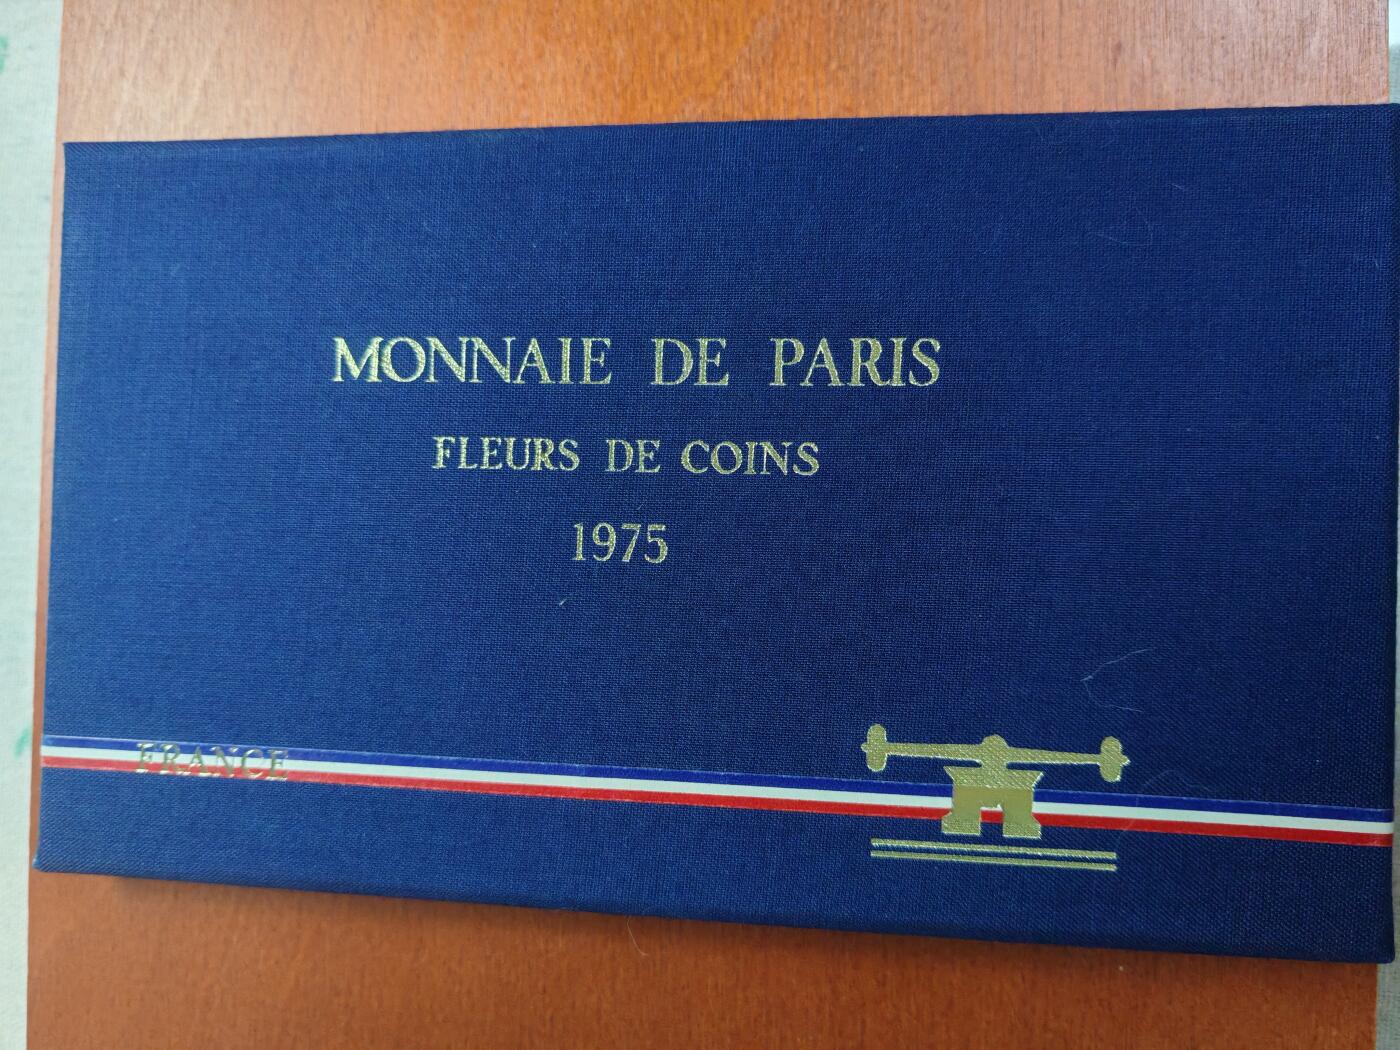 MONNAIE DE PARIS
FLEURS DE COINS
1975
FRANCE